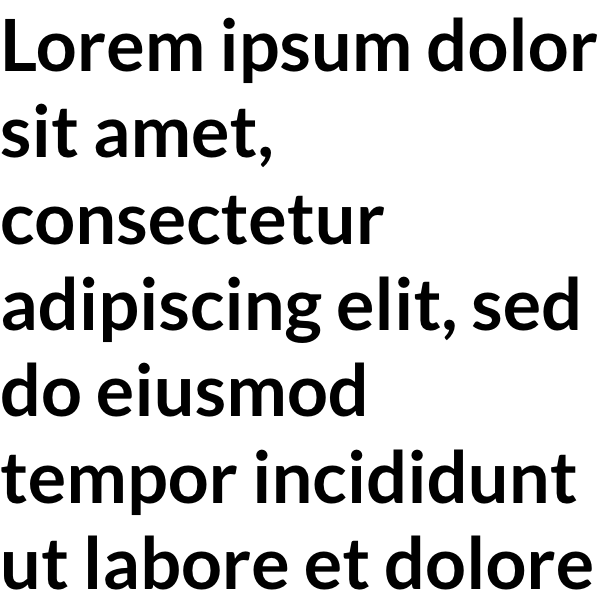 Lorem ipsum dolor
sit amet,
consectetur
adipiscing elit, sed
do eiusmod
tempor incididunt
ut labore et dolore